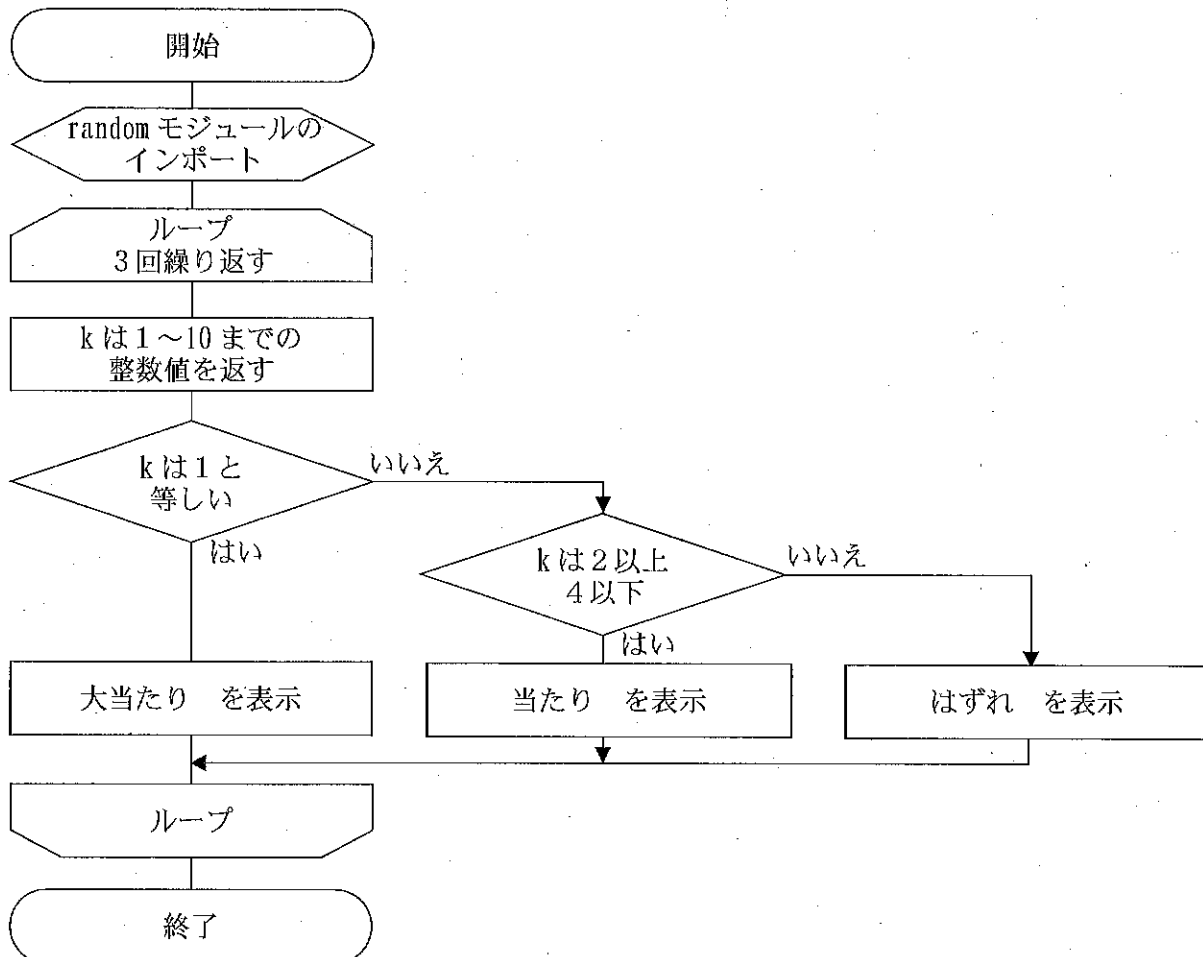 開始
randomモジュールの
インポート
ループ
3回繰り返す
kは1～10までの
整数値を返す
kは1と
等しい
いいえ
はい
kは2以上
4以下
いいえ
はい
大当たり　を表示
当たり　を表示
はずれ　を表示
ループ
終了